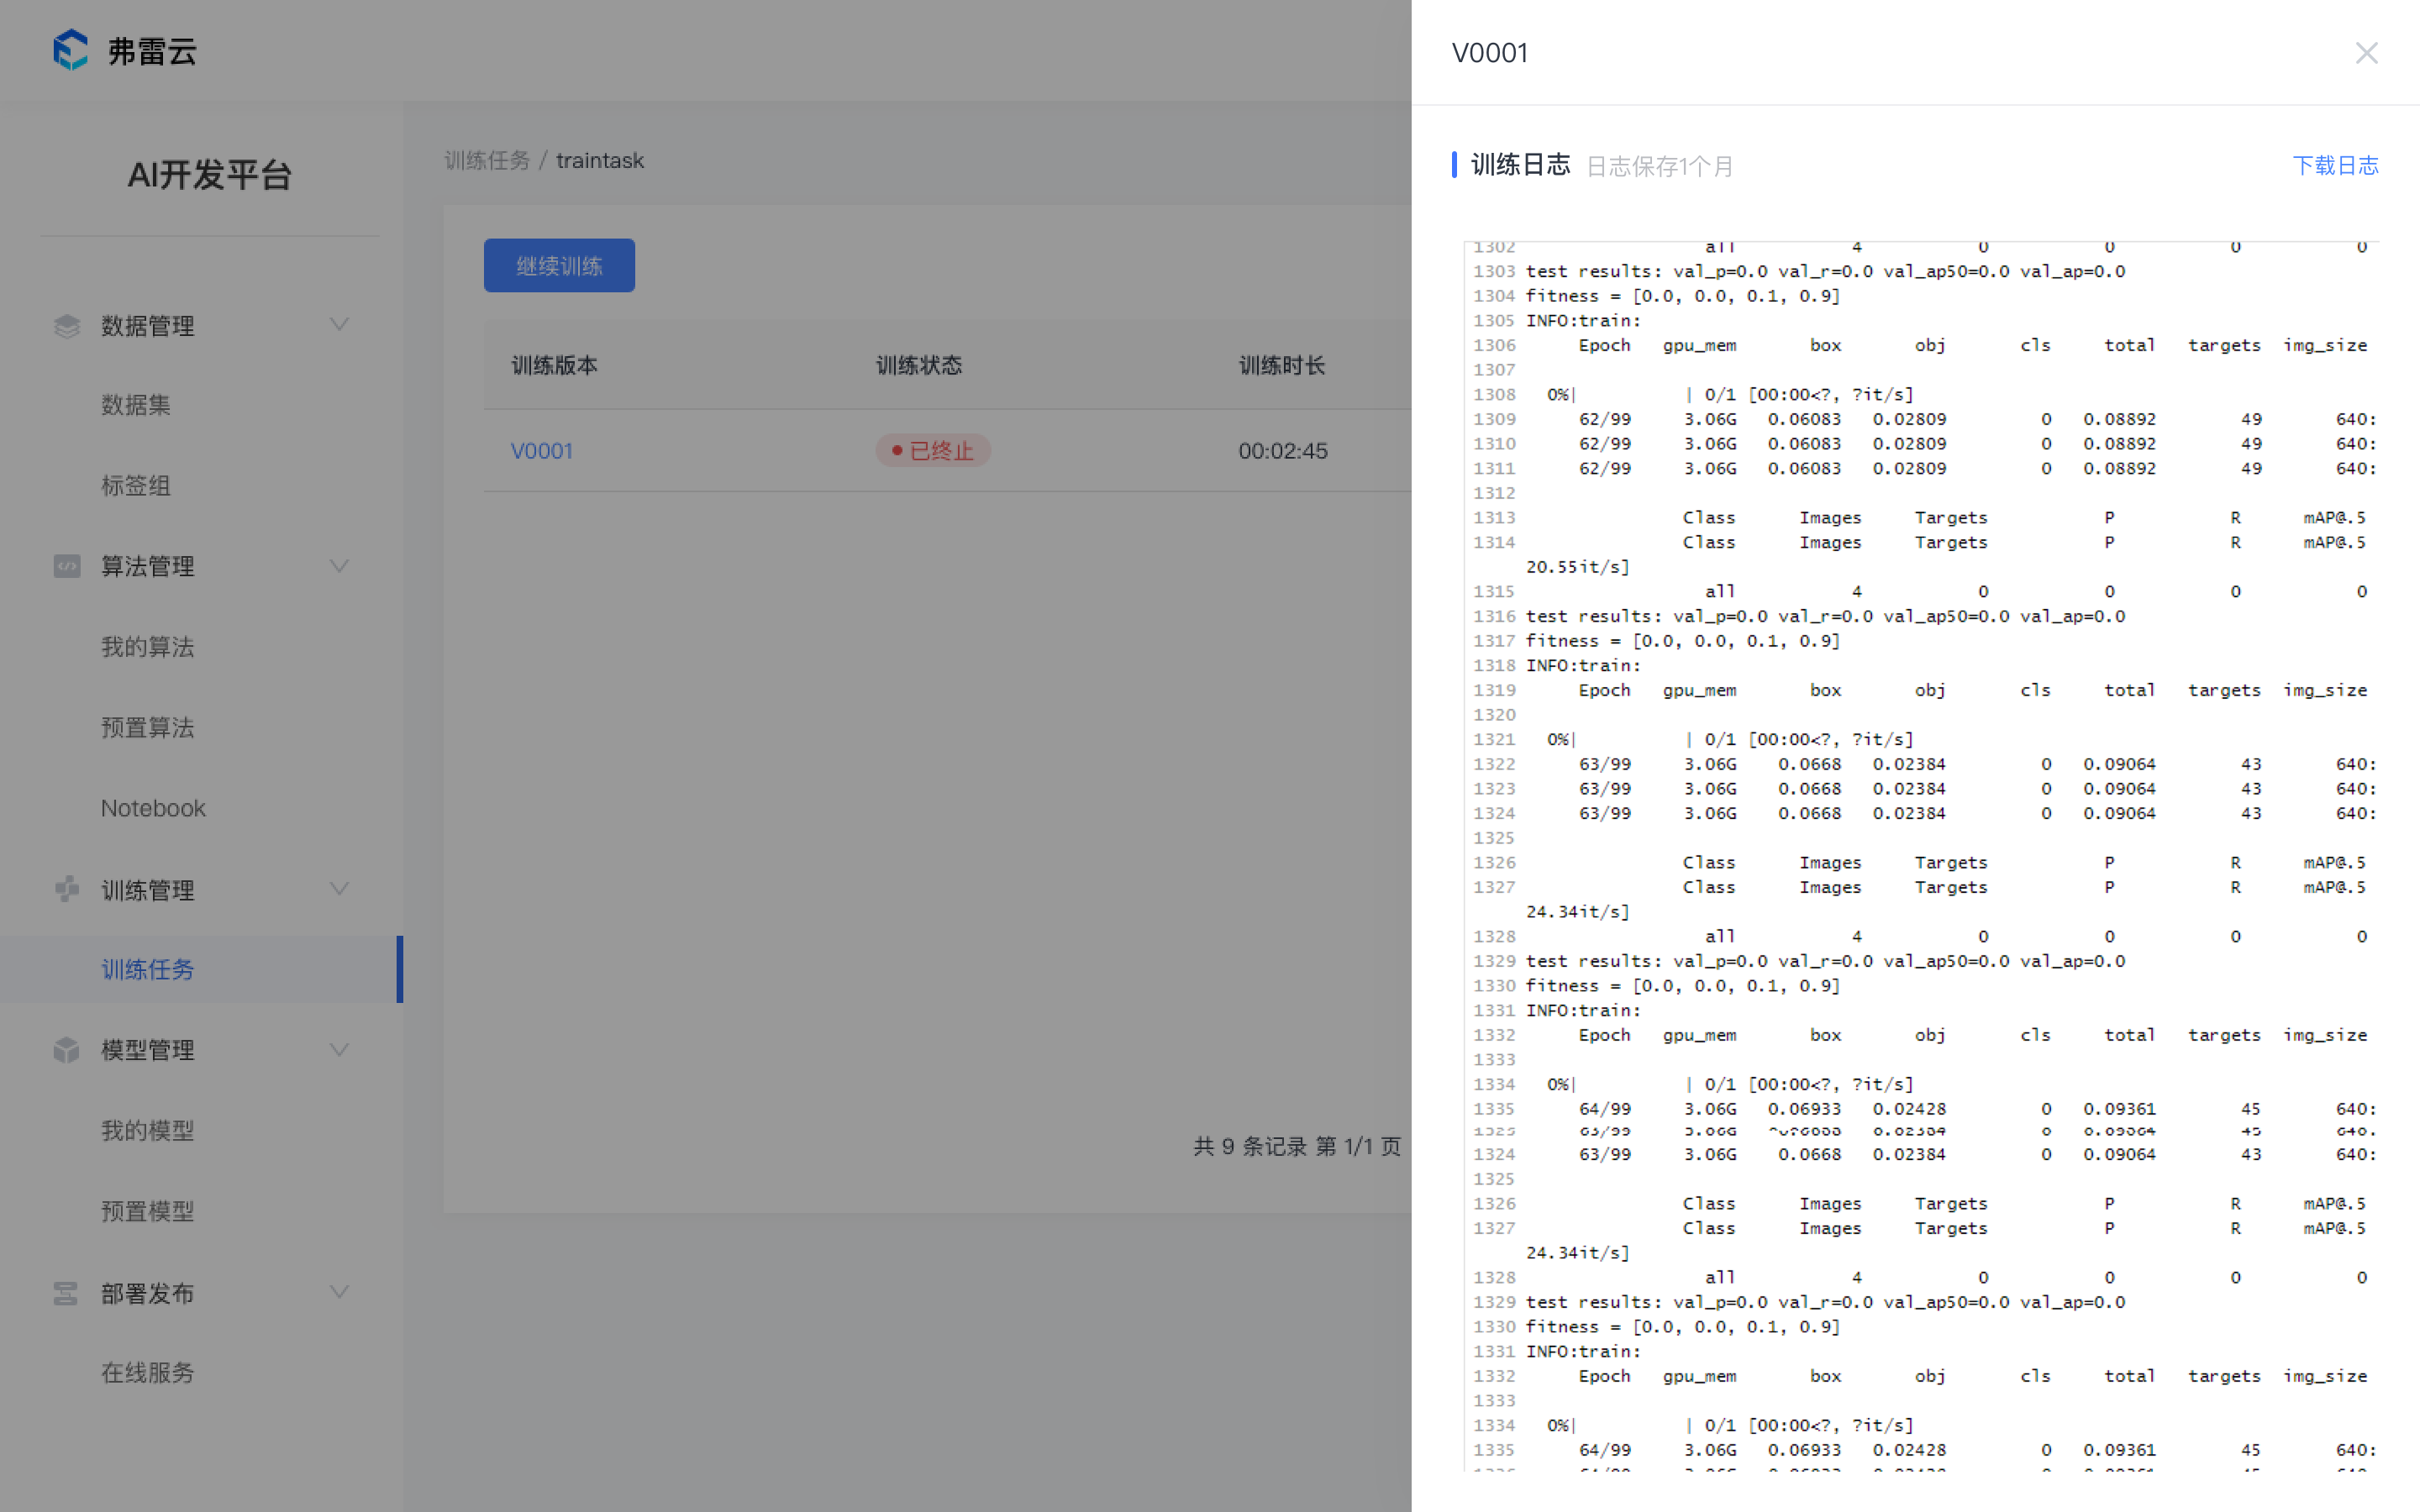 弗雷云
AI开发平台
数据管理
数据集
标签组
算法管理
我的算法
预置算法
Notebook
训练管理
训练任务
模型管理
我的模型
预置模型
部署发布
在线服务
训练任务 / traintask
继续训练
训练版本 训练状态 训练时长
V0001 已终止 00:02:45
共 9 条记录 第 1/1 页
V0001
训练日志 日志保存1个月 下载日志
1302 all 4 0 0 0 0
1303 test results: val_p=0.0 val_r=0.0 val_ap50=0.0 val_ap=0.0
1304 fitness = [0.0, 0.0, 0.1, 0.9]
1305 INFO:train:
1306 Epoch gpu_mem box obj cls total targets img_size
1307
1308 0%| | 0/1 [00:00<?, ?it/s]
1309 62/99 3.06G 0.06083 0.02809 0 0.08892 49 640:
1310 62/99 3.06G 0.06083 0.02809 0 0.08892 49 640:
1311 62/99 3.06G 0.06083 0.02809 0 0.08892 49 640:
1312
1313 Class Images Targets P R mAP@.5
1314 Class Images Targets P R mAP@.5
20.55it/s]
1315 all 4 0 0 0 0
1316 test results: val_p=0.0 val_r=0.0 val_ap50=0.0 val_ap=0.0
1317 fitness = [0.0, 0.0, 0.1, 0.9]
1318 INFO:train:
1319 Epoch gpu_mem box obj cls total targets img_size
1320
1321 0%| | 0/1 [00:00<?, ?it/s]
1322 63/99 3.06G 0.0668 0.02384 0 0.09064 43 640:
1323 63/99 3.06G 0.0668 0.02384 0 0.09064 43 640:
1324 63/99 3.06G 0.0668 0.02384 0 0.09064 43 640:
1325
1326 Class Images Targets P R mAP@.5
1327 Class Images Targets P R mAP@.5
24.34it/s]
1328 all 4 0 0 0 0
1329 test results: val_p=0.0 val_r=0.0 val_ap50=0.0 val_ap=0.0
1330 fitness = [0.0, 0.0, 0.1, 0.9]
1331 INFO:train:
1332 Epoch gpu_mem box obj cls total targets img_size
1333
1334 0%| | 0/1 [00:00<?, ?it/s]
1335 64/99 3.06G 0.06933 0.02428 0 0.09361 45 640:
1324 63/99 3.06G 0.0668 0.02384 0 0.09064 43 640:
1325
1326 Class Images Targets P R mAP@.5
1327 Class Images Targets P R mAP@.5
24.34it/s]
1328 all 4 0 0 0 0
1329 test results: val_p=0.0 val_r=0.0 val_ap50=0.0 val_ap=0.0
1330 fitness = [0.0, 0.0, 0.1, 0.9]
1331 INFO:train:
1332 Epoch gpu_mem box obj cls total targets img_size
1333
1334 0%| | 0/1 [00:00<?, ?it/s]
1335 64/99 3.06G 0.06933 0.02428 0 0.09361 45 640: